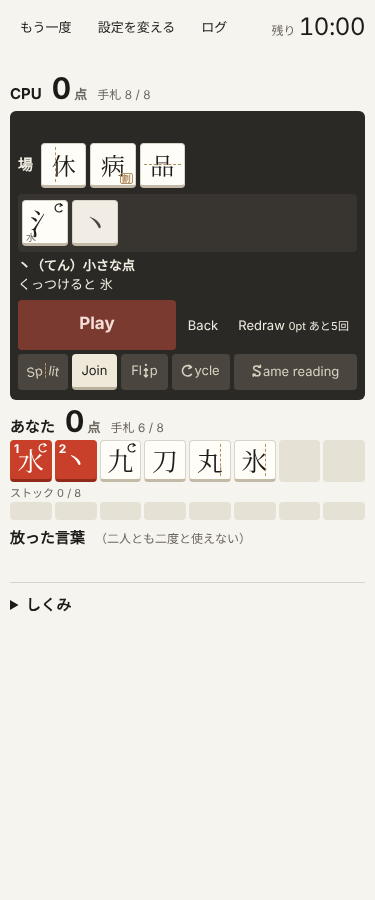 もう一度 設定を変える ログ 残り 10:00
CPU 0点 手札 8 / 8
場 休 病 品
割
氵 丶
水
丶（てん）小さな点
くっつけると 氷
Play Back Redraw 0pt あと5回
Split Join Flip Cycle Same reading
あなた 0点 手札 6 / 8
1 水 2 丶 九 刀 丸 氷
ストック 0 / 8
放った言葉 （二人とも二度と使えない）
▶ しくみ